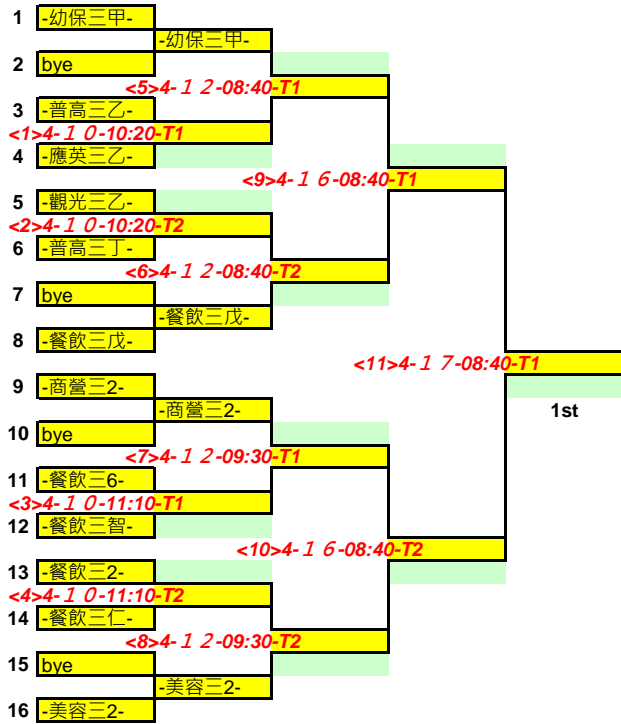 1 -幼保三甲-
-幼保三甲-
2 bye
<5>4-１２-08:40-T1
3 -普高三乙-
<1>4-１０-10:20-T1
4 -應英三乙-
<9>4-１６-08:40-T1
5 -觀光三乙-
<2>4-１０-10:20-T2
6 -普高三丁-
<6>4-１２-08:40-T2
7 bye
-餐飲三戊-
8 -餐飲三戊-
<11>4-１７-08:40-T1
9 -商營三2-
-商營三2-
1st
10 bye
<7>4-１２-09:30-T1
11 -餐飲三6-
<3>4-１０-11:10-T1
12 -餐飲三智-
<10>4-１６-08:40-T2
13 -餐飲三2-
<4>4-１０-11:10-T2
14 -餐飲三仁-
<8>4-１２-09:30-T2
15 bye
-美容三2-
16 -美容三2-